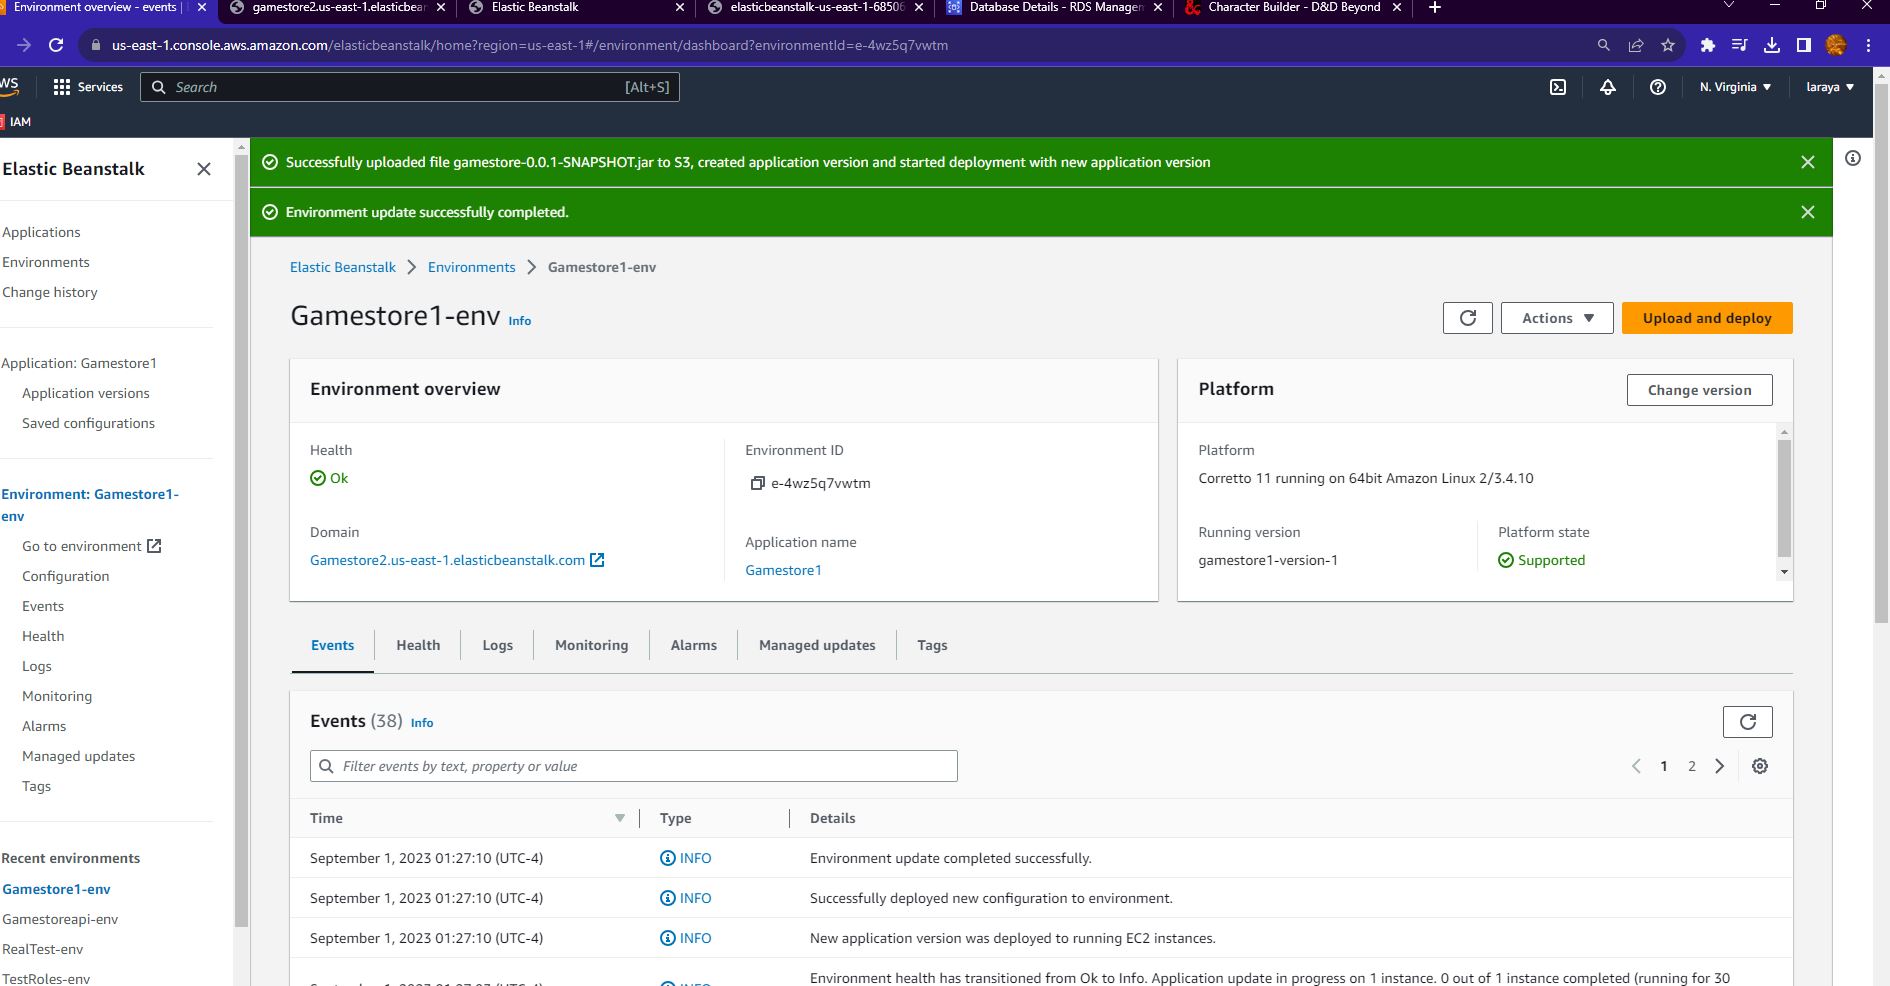 Environment overview - events |
gamestore2.us-east-1.elasticbean
Elastic Beanstalk
elasticbeanstalk-us-east-1-68506
Database Details - RDS Managem
Character Builder - D&D Beyond
us-east-1.console.aws.amazon.com/elasticbeanstalk/home?region=us-east-1#/environment/dashboard?environmentId=e-4wz5q7vwtm
Services
Search
[Alt+S]
N. Virginia
laraya
IAM
Elastic Beanstalk
Applications
Environments
Change history
Application: Gamestore1
Application versions
Saved configurations
Environment: Gamestore1-
env
Go to environment
Configuration
Events
Health
Logs
Monitoring
Alarms
Managed updates
Tags
Recent environments
Gamestore1-env
Gamestoreapi-env
RealTest-env
TestRoles-env
Successfully uploaded file gamestore-0.0.1-SNAPSHOT.jar to S3, created application version and started deployment with new application version
Environment update successfully completed.
Elastic Beanstalk > Environments > Gamestore1-env
Gamestore1-env Info
Actions
Upload and deploy
Environment overview
Health
Ok
Domain
Gamestore2.us-east-1.elasticbeanstalk.com
Environment ID
e-4wz5q7vwtm
Application name
Gamestore1
Platform
Change version
Platform
Corretto 11 running on 64bit Amazon Linux 2/3.4.10
Running version
gamestore1-version-1
Platform state
Supported
Events
Health
Logs
Monitoring
Alarms
Managed updates
Tags
Events (38) Info
Filter events by text, property or value
1 2
Time Type Details
September 1, 2023 01:27:10 (UTC-4) INFO Environment update completed successfully.
September 1, 2023 01:27:10 (UTC-4) INFO Successfully deployed new configuration to environment.
September 1, 2023 01:27:10 (UTC-4) INFO New application version was deployed to running EC2 instances.
Environment health has transitioned from Ok to Info. Application update in progress on 1 instance. 0 out of 1 instance completed (running for 30